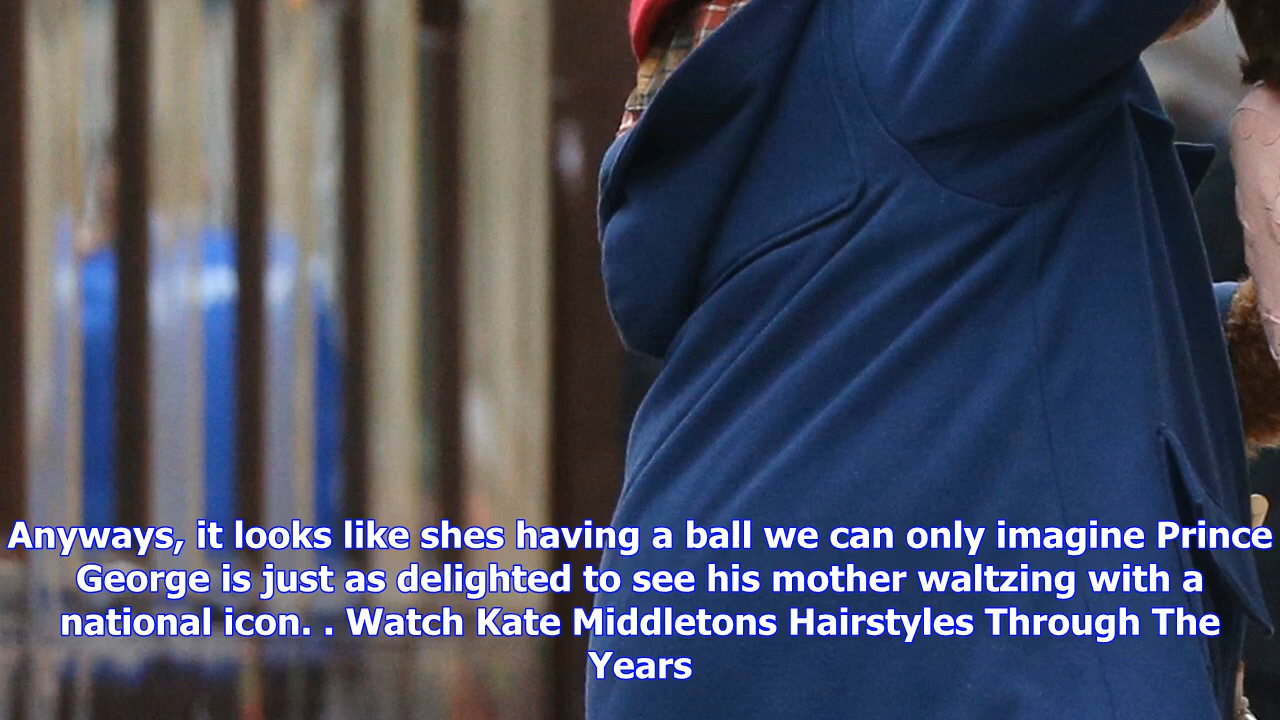 Anyways, it looks like shes having a ball we can only imagine Prince
George is just as delighted to see his mother waltzing with a
national icon. . Watch Kate Middletons Hairstyles Through The
Years